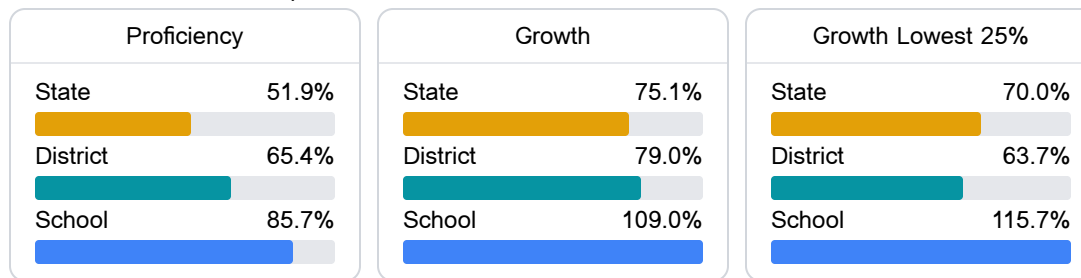 Proficiency
State 51.9%
District 65.4%
School 85.7%
Growth
State 75.1%
District 79.0%
School 109.0%
Growth Lowest 25%
State 70.0%
District 63.7%
School 115.7%